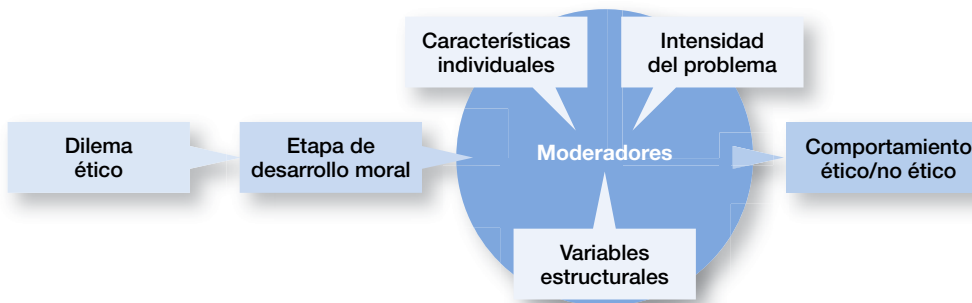 Dilema
ético
Etapa de
desarrollo moral
Características
individuales
Intensidad
del problema
Moderadores
Variables
estructurales
Comportamiento
ético/no ético